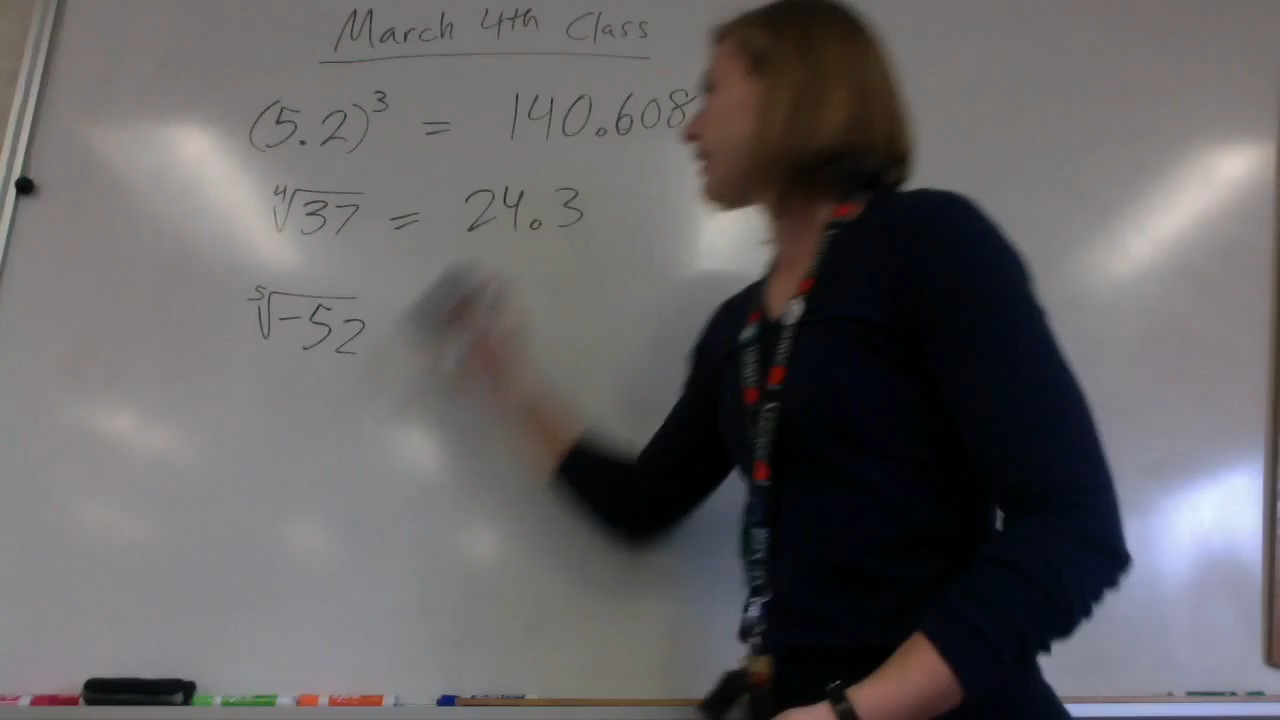 March 4th Class
(5.2)³ = 140.608
⁴√37 = 24.3
⁵√-52